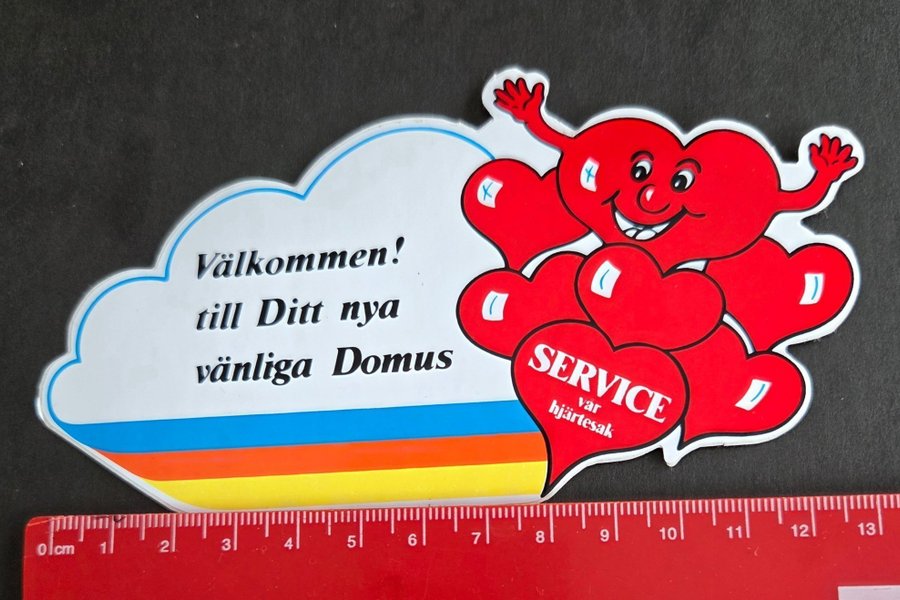 Välkommen!
till Ditt nya
vänliga Domus
SERVICE
vår
hjärtesak
0 cm 1 2 3 4 5 6 7 8 9 10 11 12 13